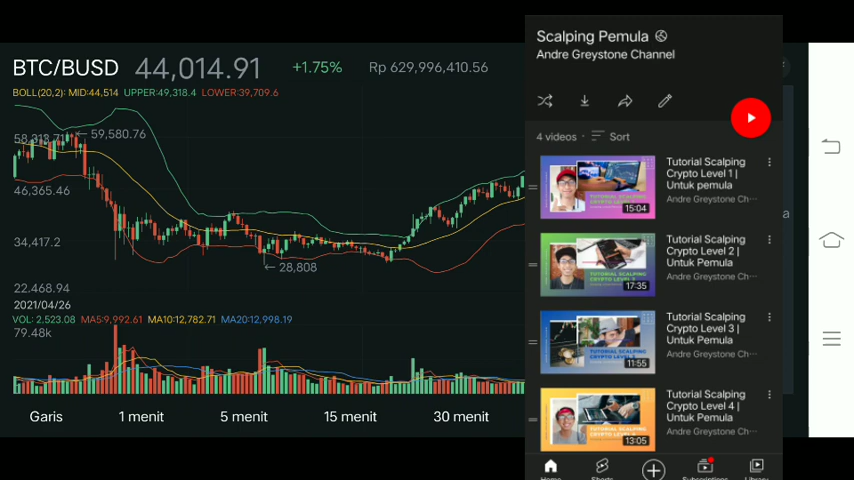 BTC/BUSD 44,014.91 +1.75% Rp 629,996,410.56
BOLL(20,2): MID:44,514 UPPER:49,318.4 LOWER:39,709.6
59,580.76
46,365.46
34,417.2
28,808
22,468.94
2021/04/26
VOL: 2,523.08 MA5:9,992.61 MA10:12,782.71 MA20:12,998.19
79.48k
Garis 1 menit 5 menit 15 menit 30 menit
Scalping Pemula
Andre Greystone Channel
4 videos · Sort
Tutorial Scalping
Crypto Level 1 |
Untuk pemula
Andre Greystone Ch···
15:04
Tutorial Scalping
Crypto Level 2 |
Untuk Pemula
Andre Greystone Ch···
17:35
Tutorial Scalping
Crypto Level 3 |
Untuk Pemula
Andre Greystone Ch···
11:55
Tutorial Scalping
Crypto Level 4 |
Untuk Pemula
Andre Greystone Ch···
13:05
Home Shorts Subscriptions Library